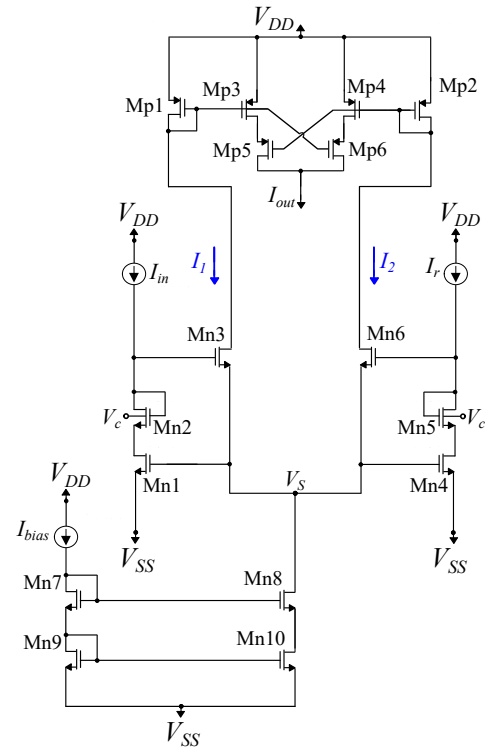 V_DD
Mp1 Mp3 Mp4 Mp2
Mp5 Mp6
I_out
V_DD V_DD
I_in I_1 I_2 I_r
Mn3 Mn6
V_c Mn2 Mn5 V_c
Mn1 V_S Mn4
V_DD
V_SS V_SS
I_bias
Mn7 Mn8
Mn9 Mn10
V_SS